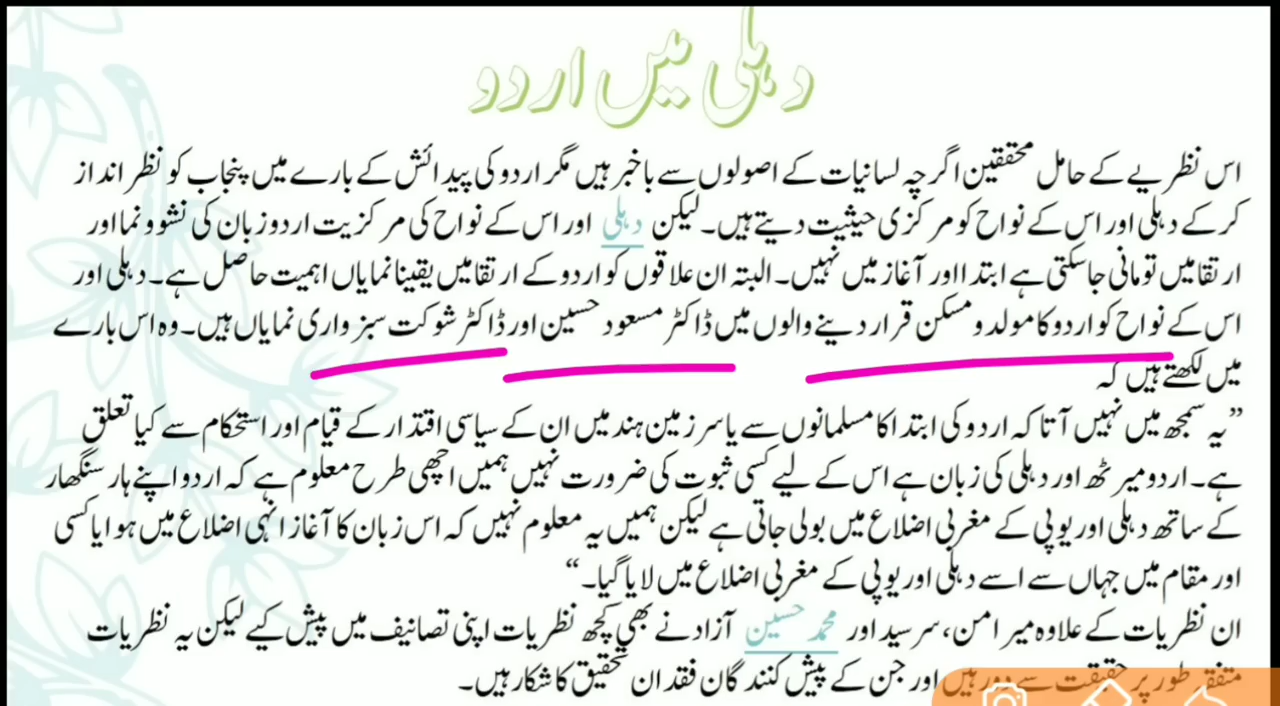 دہلی میں اردو
اس نظریے کے حامل محققین اگرچہ لسانیات کے اصولوں سے باخبر ہیں مگر اردو کی پیدائش کے بارے میں پنجاب کو نظر انداز
کرکے دہلی اور اس کے نواح کو مرکزی حیثیت دیتے ہیں۔ لیکن دہلی اور اس کے نواح کی مرکزیت اردو زبان کی نشوونما اور
ارتقا میں تو مانی جاسکتی ہے ابتدا اور آغاز میں نہیں۔ البتہ ان علاقوں کو اردو کے ارتقا میں یقینا نمایاں اہمیت حاصل ہے۔ دہلی اور
اس کے نواح کو اردو کا مولد و مسکن قرار دینے والوں میں ڈاکٹر مسعود حسین اور ڈاکٹر شوکت سبزواری نمایاں ہیں۔ وہ اس بارے
میں لکھتے ہیں کہ
”یہ سمجھ میں نہیں آتا کہ اردو کی ابتدا کا مسلمانوں سے یا سرزمین ہند میں ان کے سیاسی اقتدار کے قیام اور استحکام سے کیا تعلق
ہے۔ اردو میرٹھ اور دہلی کی زبان ہے اس کے لیے کسی ثبوت کی ضرورت نہیں ہمیں اچھی طرح معلوم ہے کہ اردو اپنے ہار سنگھار
کے ساتھ دہلی اور یوپی کے مغربی اضلاع میں بولی جاتی ہے لیکن ہمیں یہ معلوم نہیں کہ اس زبان کا آغاز انہی اضلاع میں ہوا یا کسی
اور مقام میں جہاں سے اسے دہلی اور یوپی کے مغربی اضلاع میں لایا گیا۔“
ان نظریات کے علاوہ میر امن، سرسید اور محمد حسین آزاد نے بھی کچھ نظریات اپنی تصانیف میں پیش کیے لیکن یہ نظریات
متفقہ طور پر حقیقت سے دور ہیں اور جن کے پیش کنندگان فقدان تحقیق کا شکار ہیں۔